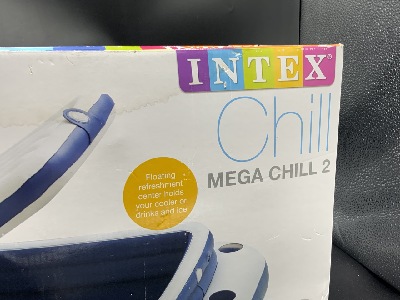 INTEX®
Chill
MEGA CHILL 2
Floating
refreshment
center holds
your cooler or
drinks and ice